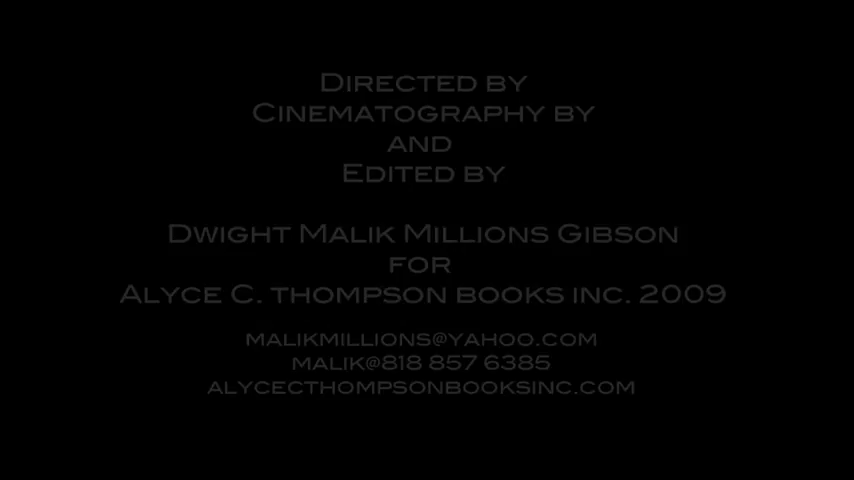 Directed by
Cinematography by
and
Edited by
Dwight Malik Millions Gibson
for
Alyce C. thompson books inc. 2009
malikmillions@yahoo.com
malik@818 857 6385
alycecthompsonbooksinc.com